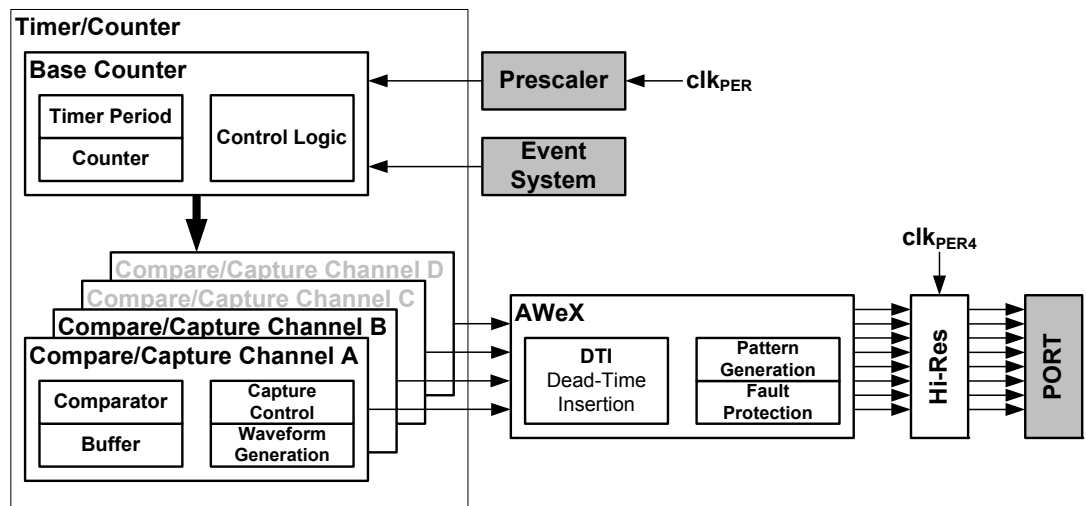 Timer/Counter
Base Counter
Timer Period
Counter
Control Logic
Prescaler
clkPER
Event
System
Compare/Capture Channel D
Compare/Capture Channel C
Compare/Capture Channel B
Compare/Capture Channel A
Comparator
Buffer
Capture
Control
Waveform
Generation
AWeX
DTI
Dead-Time
Insertion
Pattern
Generation
Fault
Protection
clkPER4
Hi-Res
PORT